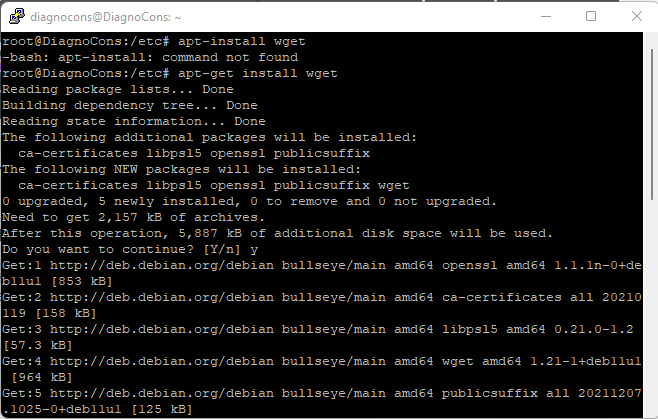 diagnocons@DiagnoCons: ~
root@DiagnoCons:/etc# apt-install wget
-bash: apt-install: command not found
root@DiagnoCons:/etc# apt-get install wget
Reading package lists... Done
Building dependency tree... Done
Reading state information... Done
The following additional packages will be installed:
  ca-certificates libpsl5 openssl publicsuffix
The following NEW packages will be installed:
  ca-certificates libpsl5 openssl publicsuffix wget
0 upgraded, 5 newly installed, 0 to remove and 0 not upgraded.
Need to get 2,157 kB of archives.
After this operation, 5,887 kB of additional disk space will be used.
Do you want to continue? [Y/n] y
Get:1 http://deb.debian.org/debian bullseye/main amd64 openssl amd64 1.1.1n-0+de
b11u1 [853 kB]
Get:2 http://deb.debian.org/debian bullseye/main amd64 ca-certificates all 20210
119 [158 kB]
Get:3 http://deb.debian.org/debian bullseye/main amd64 libpsl5 amd64 0.21.0-1.2
[57.3 kB]
Get:4 http://deb.debian.org/debian bullseye/main amd64 wget amd64 1.21-1+deb11u1
 [964 kB]
Get:5 http://deb.debian.org/debian bullseye/main amd64 publicsuffix all 20211207
.1025-0+deb11u1 [125 kB]